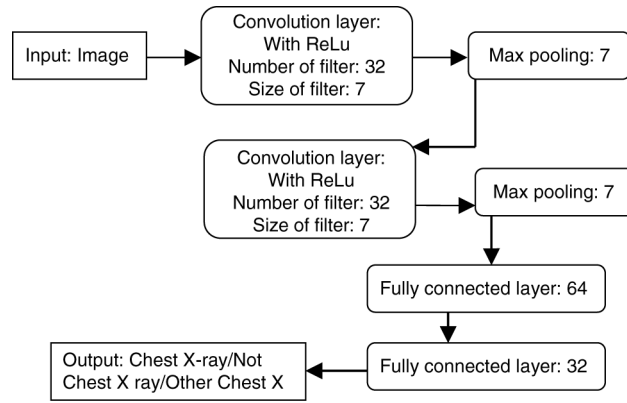 Input: Image
Convolution layer:
With ReLu
Number of filter: 32
Size of filter: 7
Max pooling: 7
Convolution layer:
With ReLu
Number of filter: 32
Size of filter: 7
Max pooling: 7
Fully connected layer: 64
Fully connected layer: 32
Output: Chest X-ray/Not
Chest X ray/Other Chest X